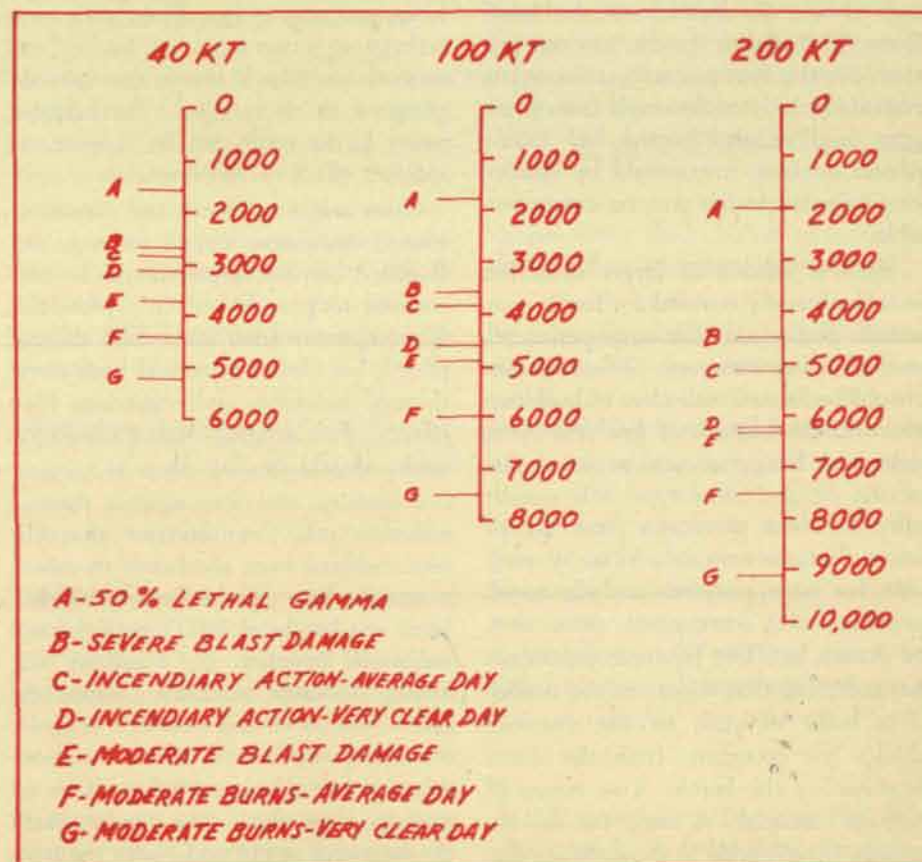 40 KT
0
1000
A
2000
B
C
3000
D
E
4000
F
5000
G
6000
100 KT
0
1000
A
2000
3000
B
C
4000
D
E
5000
F 6000
7000
G
8000
200 KT
0
1000
A 2000
3000
4000
B
5000
C
D 6000
E
7000
F
8000
9000
G
10,000
A-50% LETHAL GAMMA
B-SEVERE BLAST DAMAGE
C-INCENDIARY ACTION-AVERAGE DAY
D-INCENDIARY ACTION-VERY CLEAR DAY
E-MODERATE BLAST DAMAGE
F-MODERATE BURNS-AVERAGE DAY
G-MODERATE BURNS-VERY CLEAR DAY